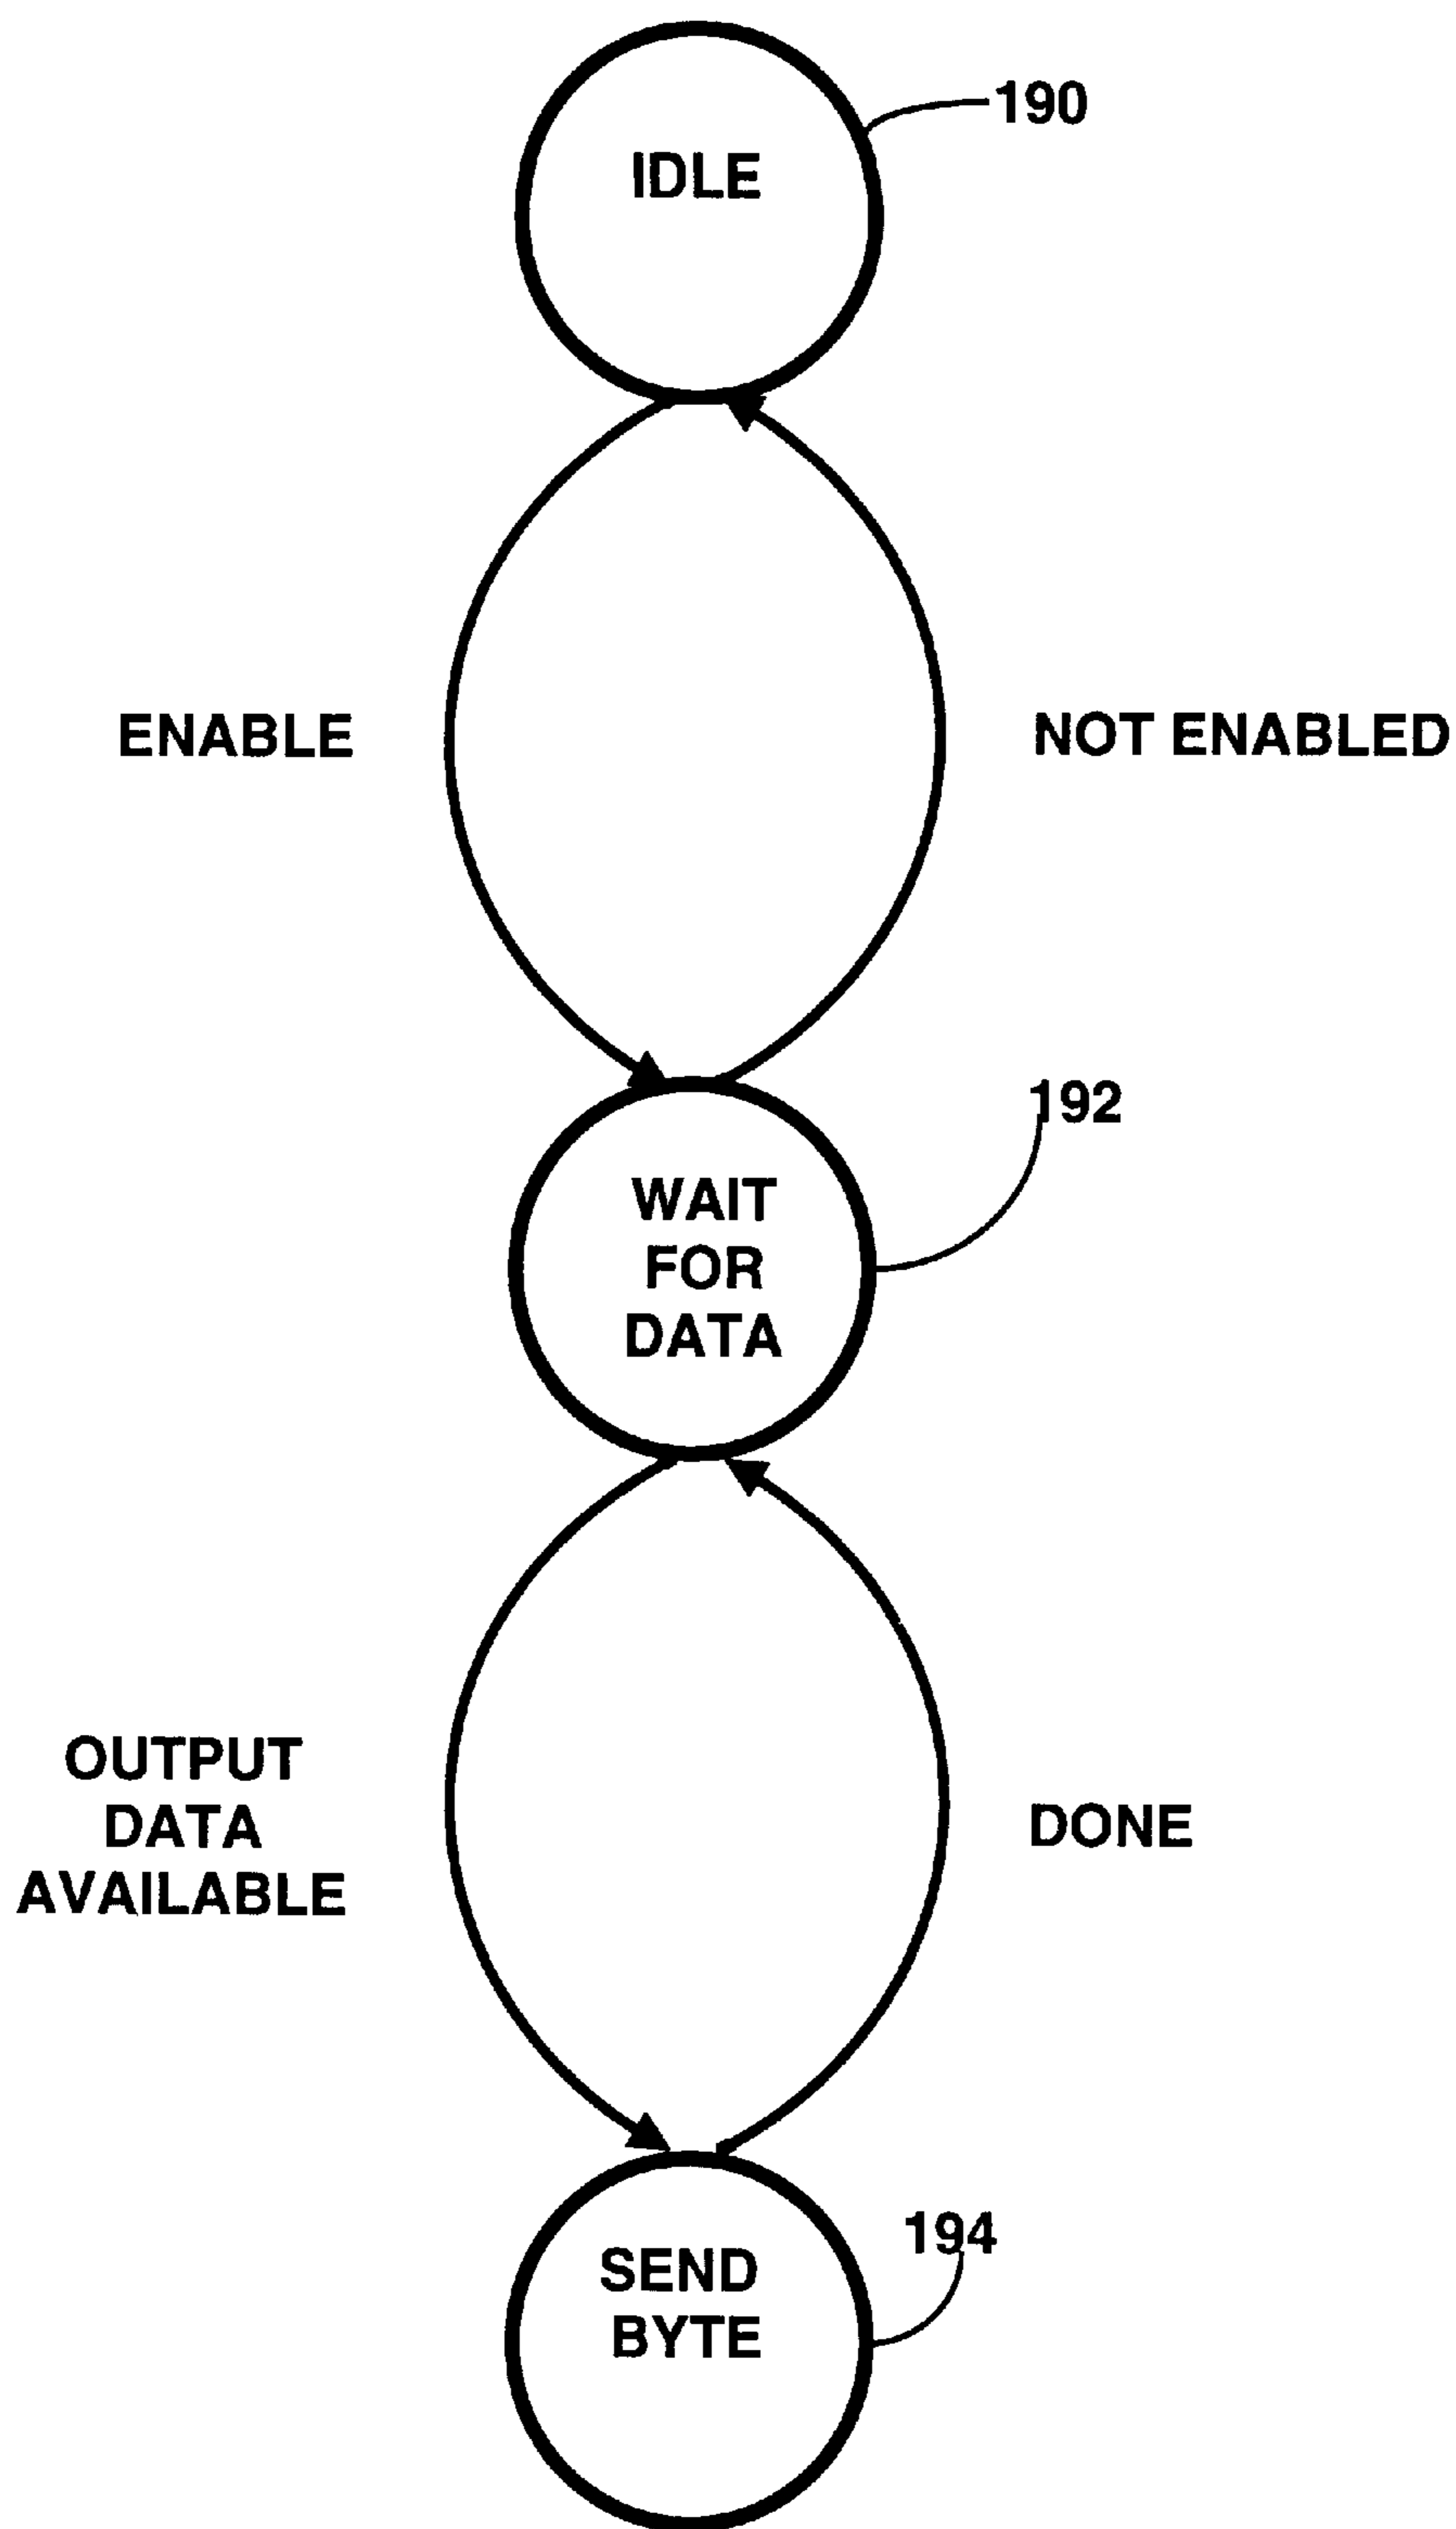 190
IDLE
ENABLE
NOT ENABLED
192
WAIT
FOR
DATA
OUTPUT
DATA
AVAILABLE
DONE
194
SEND
BYTE